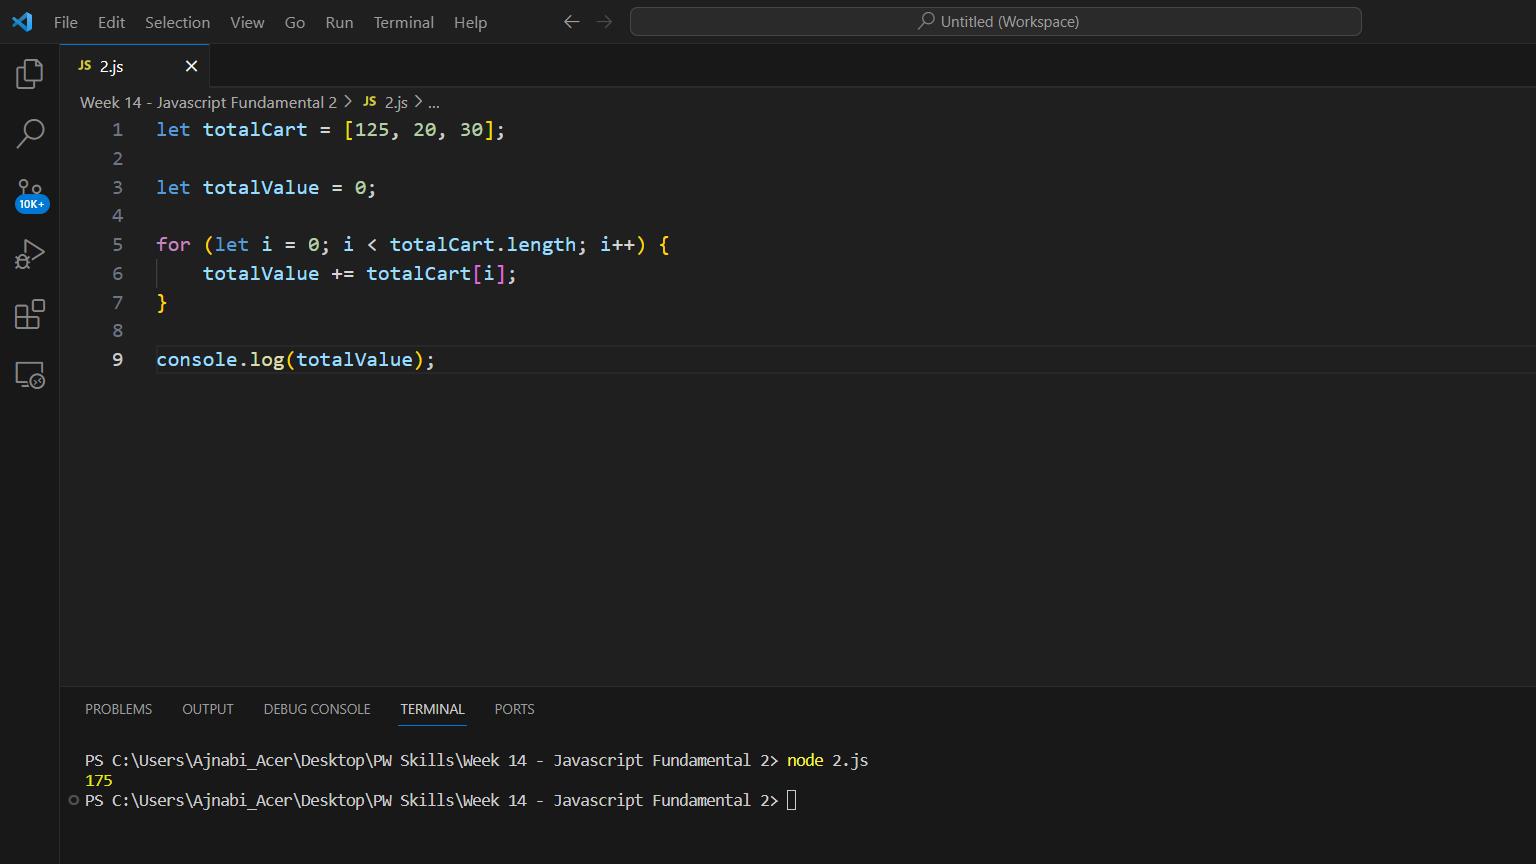 File Edit Selection View Go Run Terminal Help Untitled (Workspace)
JS 2.js
Week 14 - Javascript Fundamental 2 > JS 2.js > ...
10K+
1 let totalCart = [125, 20, 30];
2
3 let totalValue = 0;
4
5 for (let i = 0; i < totalCart.length; i++) {
6     totalValue += totalCart[i];
7 }
8
9 console.log(totalValue);
PROBLEMS OUTPUT DEBUG CONSOLE TERMINAL PORTS
PS C:\Users\Ajnabi_Acer\Desktop\PW Skills\Week 14 - Javascript Fundamental 2> node 2.js
175
PS C:\Users\Ajnabi_Acer\Desktop\PW Skills\Week 14 - Javascript Fundamental 2>